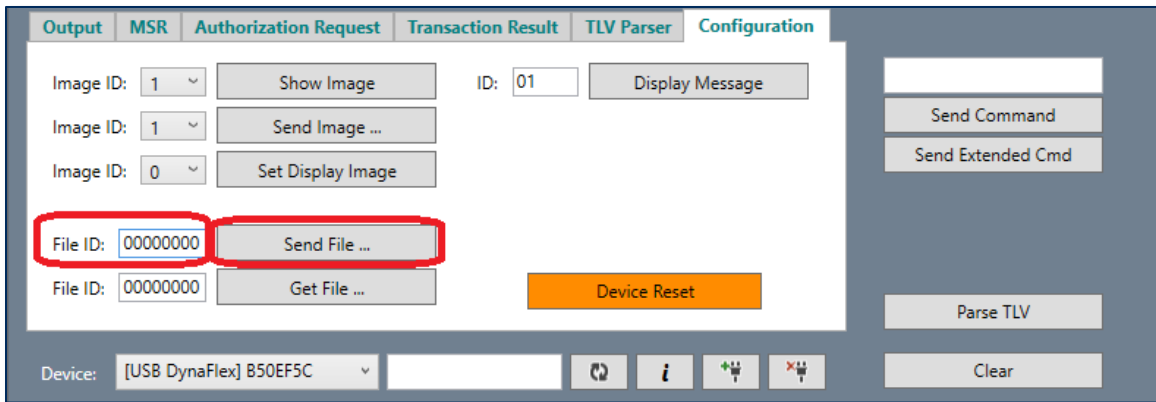 Output MSR Authorization Request Transaction Result TLV Parser Configuration
Image ID: 1 Show Image ID: 01 Display Message
Image ID: 1 Send Image ... Send Command
Image ID: 0 Set Display Image Send Extended Cmd
File ID: 00000000 Send File ...
File ID: 00000000 Get File ... Device Reset
Parse TLV
Device: [USB DynaFlex] B50EF5C i Clear